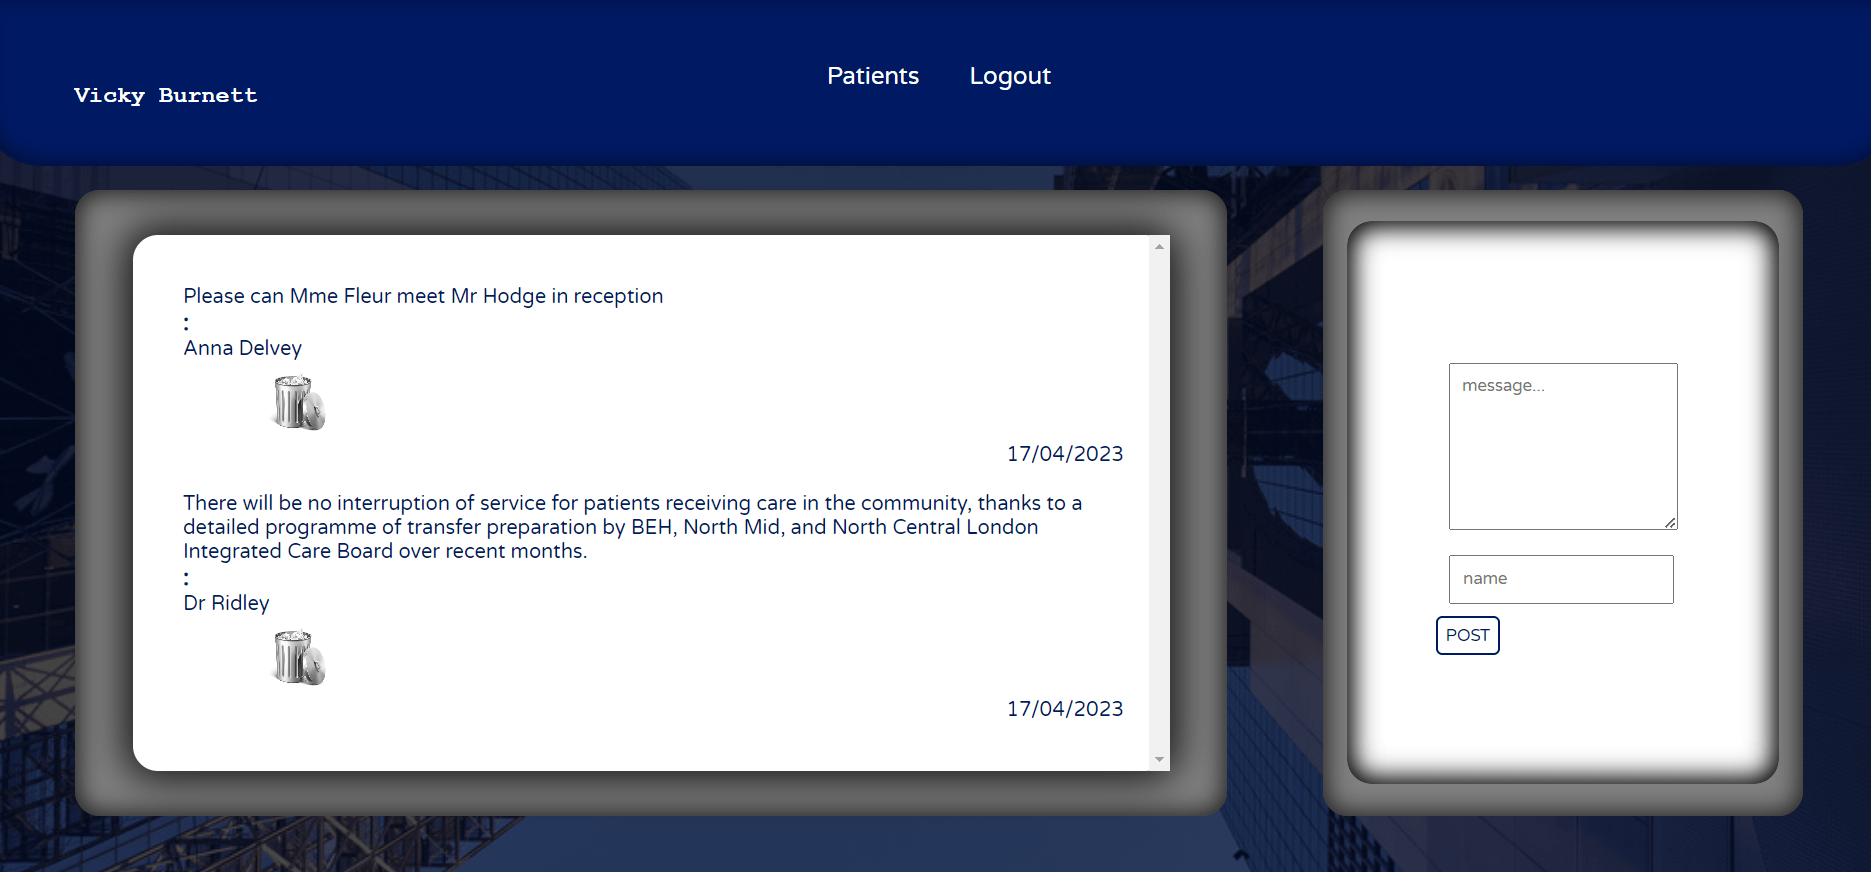 Patients Logout
Vicky Burnett
Please can Mme Fleur meet Mr Hodge in reception
:
Anna Delvey
17/04/2023
There will be no interruption of service for patients receiving care in the community, thanks to a
detailed programme of transfer preparation by BEH, North Mid, and North Central London
Integrated Care Board over recent months.
:
Dr Ridley
17/04/2023
message...
name
POST